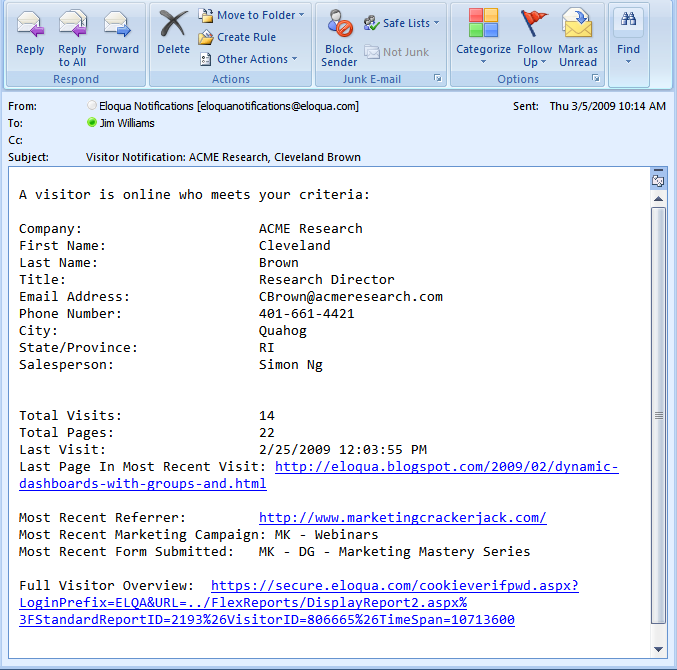 Reply
Reply to All
Forward
Respond
Delete
Move to Folder
Create Rule
Other Actions
Actions
Block Sender
Safe Lists
Not Junk
Junk E-mail
Categorize
Follow Up
Mark as Unread
Options
Find
From: Eloqua Notifications [eloquanotifications@eloqua.com] Sent: Thu 3/5/2009 10:14 AM
To: Jim Williams
Cc:
Subject: Visitor Notification: ACME Research, Cleveland Brown
A visitor is online who meets your criteria:
Company: ACME Research
First Name: Cleveland
Last Name: Brown
Title: Research Director
Email Address: CBrown@acmeresearch.com
Phone Number: 401-661-4421
City: Quahog
State/Province: RI
Salesperson: Simon Ng
Total Visits: 14
Total Pages: 22
Last Visit: 2/25/2009 12:03:55 PM
Last Page In Most Recent Visit: http://eloqua.blogspot.com/2009/02/dynamic-
dashboards-with-groups-and.html
Most Recent Referrer: http://www.marketingcrackerjack.com/
Most Recent Marketing Campaign: MK - Webinars
Most Recent Form Submitted: MK - DG - Marketing Mastery Series
Full Visitor Overview: https://secure.eloqua.com/cookieverifpwd.aspx?
LoginPrefix=ELQA&URL=../FlexReports/DisplayReport2.aspx%
3FStandardReportID=2193%26VisitorID=806665%26TimeSpan=10713600